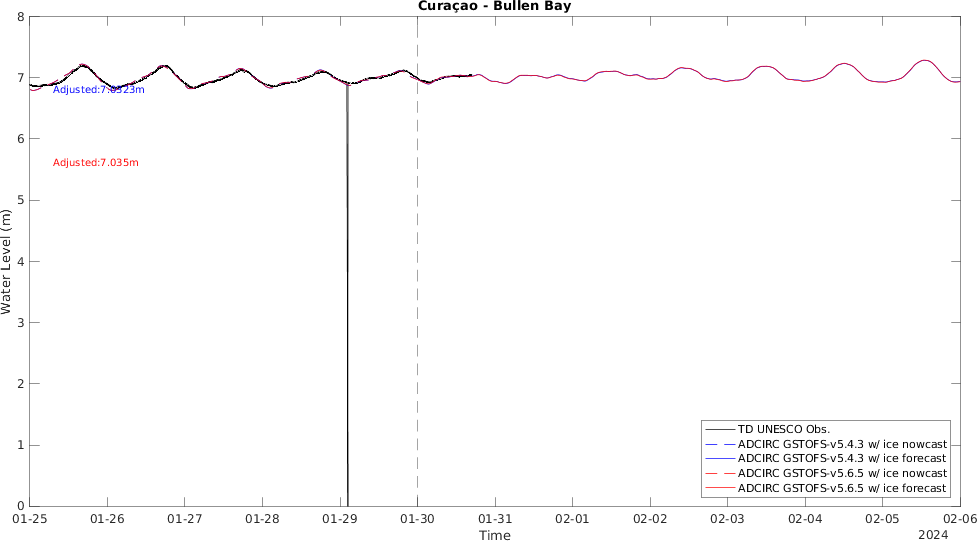 Curaçao - Bullen Bay
8
7
6
5
4
3
2
1
0
Water Level (m)
Adjusted:7.0323m
Adjusted:7.035m
TD UNESCO Obs.
ADCIRC GSTOFS-v5.4.3 w/ ice nowcast
ADCIRC GSTOFS-v5.4.3 w/ ice forecast
ADCIRC GSTOFS-v5.6.5 w/ ice nowcast
ADCIRC GSTOFS-v5.6.5 w/ ice forecast
01-25 01-26 01-27 01-28 01-29 01-30 01-31 02-01 02-02 02-03 02-04 02-05 02-06
Time
2024